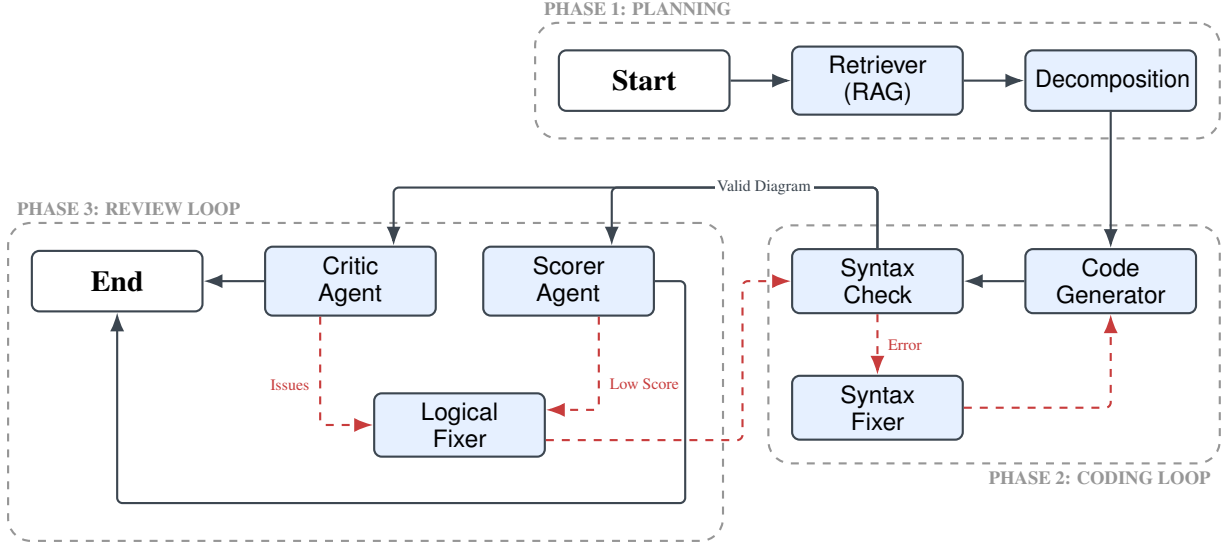 PHASE 1: PLANNING
Start
Retriever
(RAG)
Decomposition
Valid Diagram
PHASE 3: REVIEW LOOP
End
Critic
Agent
Scorer
Agent
Syntax
Check
Code
Generator
Error
Issues
Low Score
Logical
Fixer
Syntax
Fixer
PHASE 2: CODING LOOP